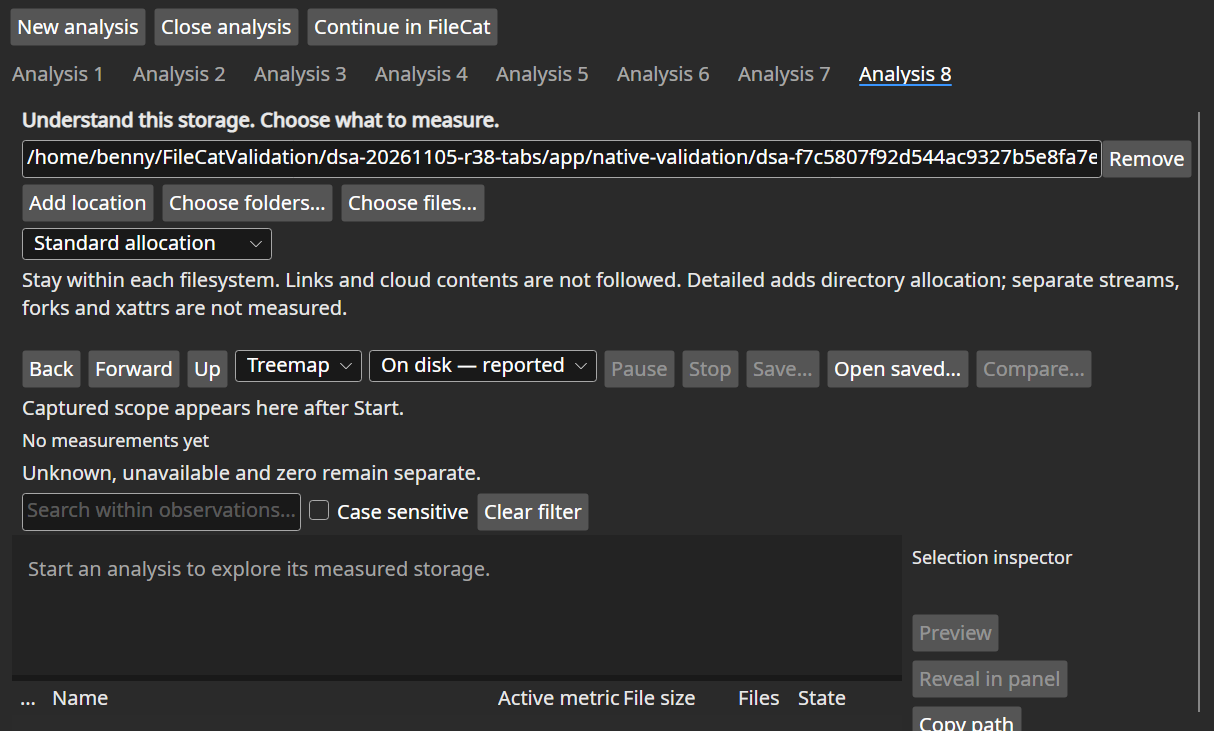 New analysis Close analysis Continue in FileCat
Analysis 1 Analysis 2 Analysis 3 Analysis 4 Analysis 5 Analysis 6 Analysis 7 Analysis 8
Understand this storage. Choose what to measure.
/home/benny/FileCatValidation/dsa-20261105-r38-tabs/app/native-validation/dsa-f7c5807f92d544ac9327b5e8fa7e Remove
Add location Choose folders... Choose files...
Standard allocation
Stay within each filesystem. Links and cloud contents are not followed. Detailed adds directory allocation; separate streams,
forks and xattrs are not measured.
Back Forward Up Treemap On disk — reported Pause Stop Save... Open saved... Compare...
Captured scope appears here after Start.
No measurements yet
Unknown, unavailable and zero remain separate.
Search within observations... Case sensitive Clear filter
Start an analysis to explore its measured storage.
Selection inspector
Preview
Reveal in panel
... Name Active metric File size Files State
Copy path